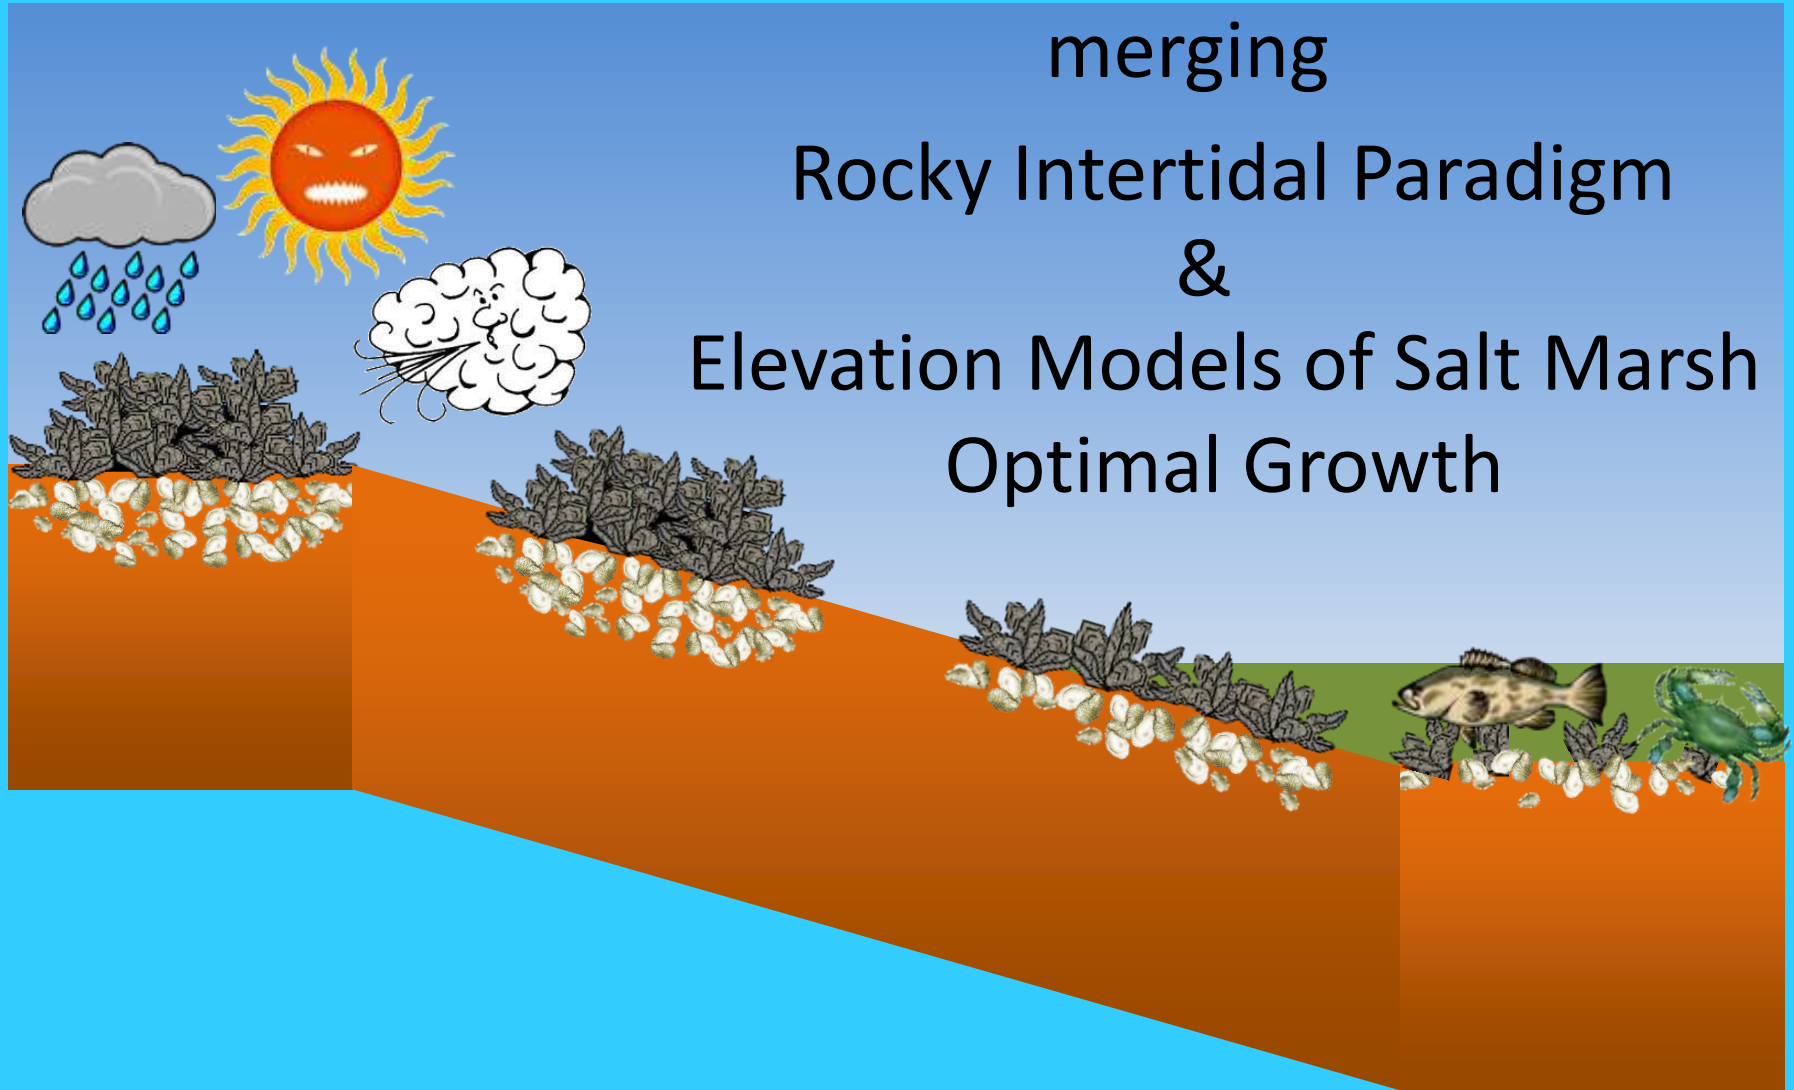 merging
Rocky Intertidal Paradigm
&
Elevation Models of Salt Marsh
Optimal Growth